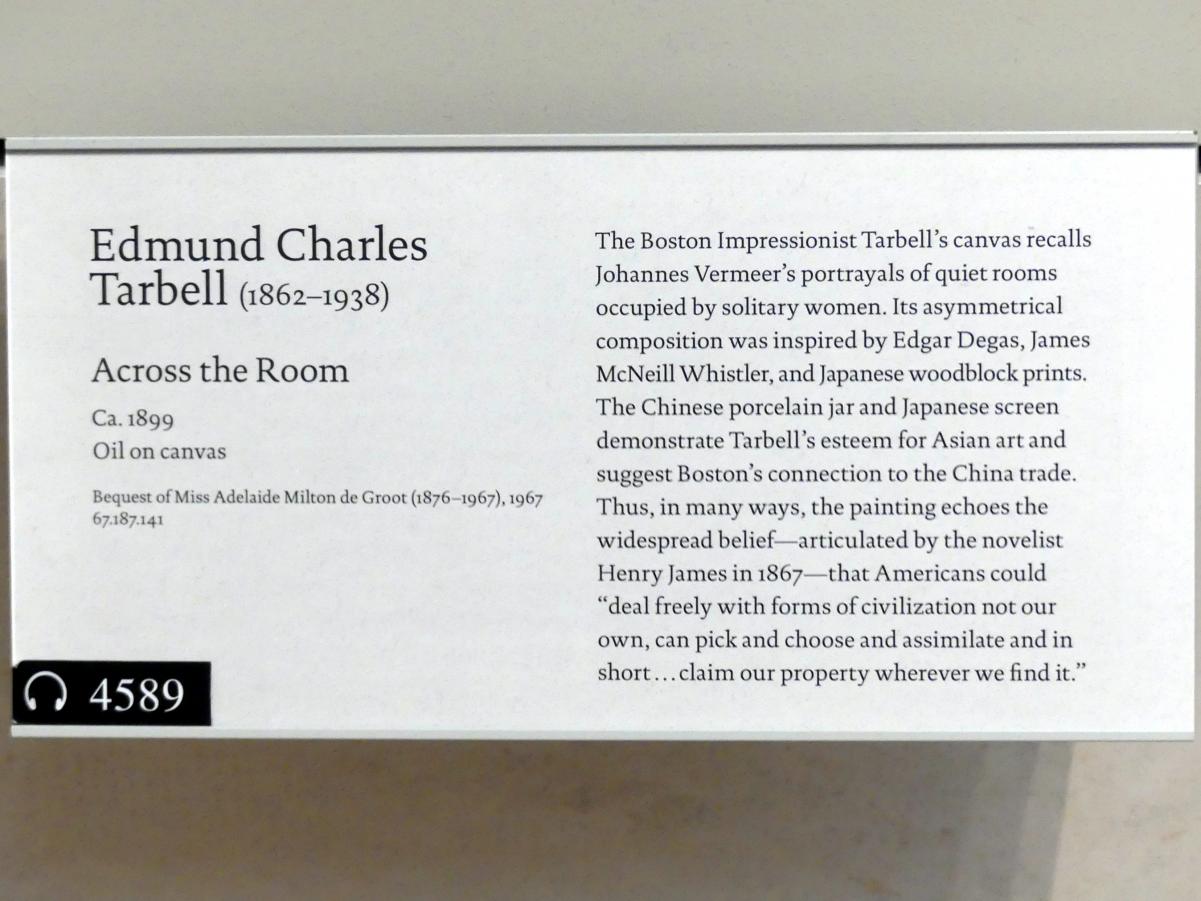 Edmund Charles
Tarbell (1862–1938)
Across the Room
Ca. 1899
Oil on canvas
Bequest of Miss Adelaide Milton de Groot (1876–1967), 1967
67.187.141
4589
The Boston Impressionist Tarbell’s canvas recalls
Johannes Vermeer’s portrayals of quiet rooms
occupied by solitary women. Its asymmetrical
composition was inspired by Edgar Degas, James
McNeill Whistler, and Japanese woodblock prints.
The Chinese porcelain jar and Japanese screen
demonstrate Tarbell’s esteem for Asian art and
suggest Boston’s connection to the China trade.
Thus, in many ways, the painting echoes the
widespread belief—articulated by the novelist
Henry James in 1867—that Americans could
“deal freely with forms of civilization not our
own, can pick and choose and assimilate and in
short...claim our property wherever we find it.”